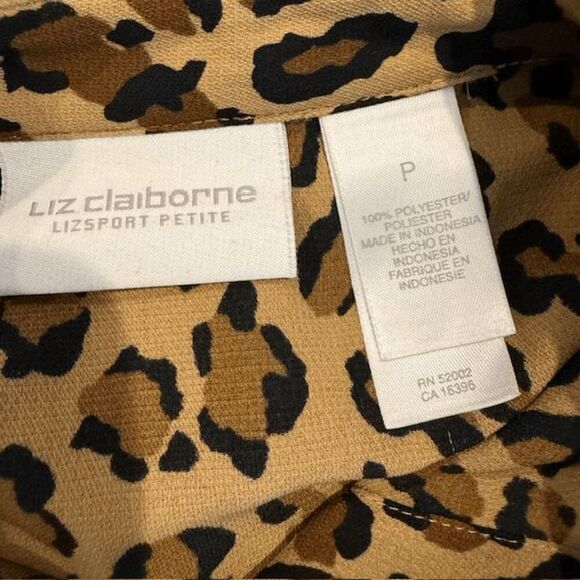 Liz claiborne
LIZSPORT PETITE
P
100% POLYESTER/
POLIESTER
MADE IN INDONESIA
HECHO EN
INDONESIA
FABRIQUE EN
INDONESIE
RN 52002
CA 15396